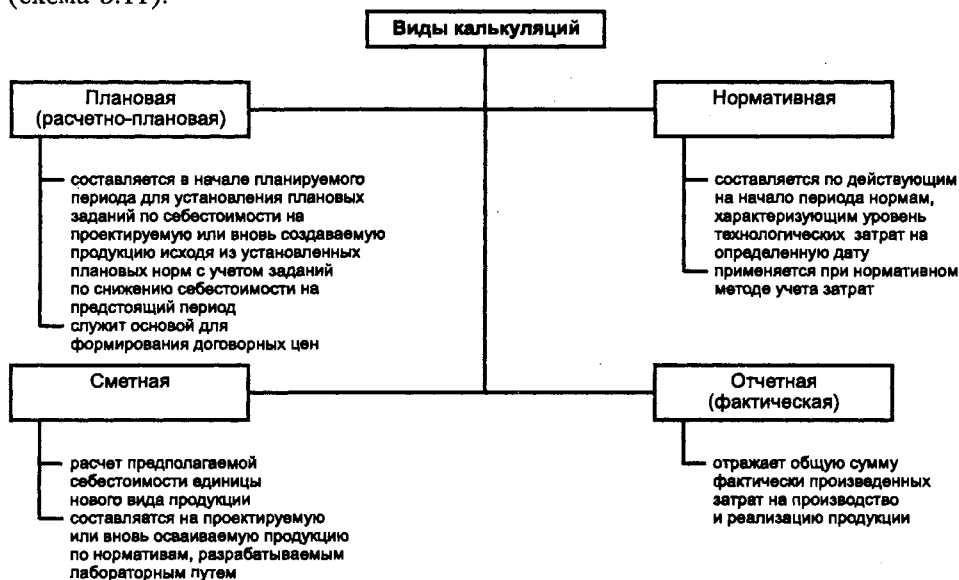 (схема 3.11).
Виды калькуляций
Плановая
(расчетно-плановая)
составляется в начале планируемого
периода для установления плановых
заданий по себестоимости на
проектируемую или вновь создаваемую
продукцию исходя из установленных
плановых норм с учетом заданий
по снижению себестоимости на
предстоящий период
служит основой для
формирования договорных цен
Нормативная
составляется по действующим
на начало периода нормам,
характеризующим уровень
технологических затрат на
определенную дату
применяется при нормативном
методе учета затрат
Сметная
расчет предполагаемой
себестоимости единицы
нового вида продукции
составляется на проектируемую
или вновь осваиваемую продукцию
по нормативам, разрабатываемым
лабораторным путем
Отчетная
(фактическая)
отражает общую сумму
фактически произведенных
затрат на производство
и реализацию продукции